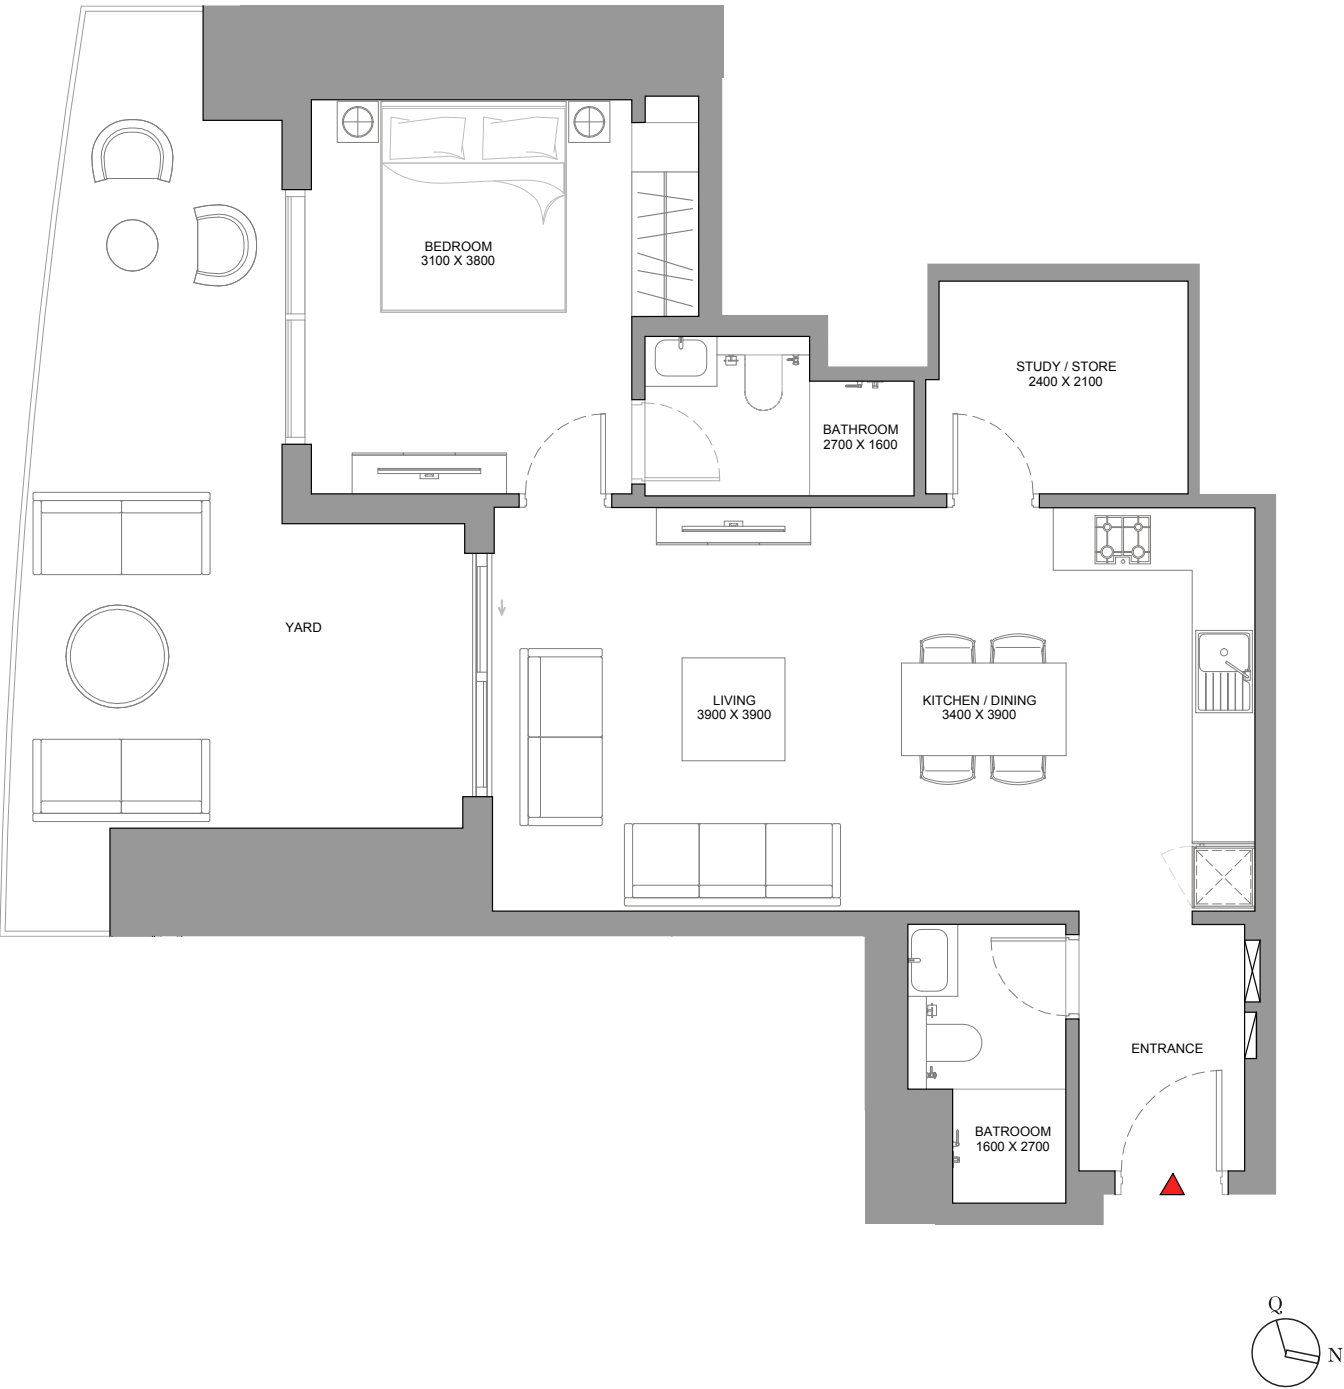 BEDROOM
3100 X 3800
STUDY / STORE
2400 X 2100
BATHROOM
2700 X 1600
YARD
LIVING
3900 X 3900
KITCHEN / DINING
3400 X 3900
ENTRANCE
BATROOOM
1600 X 2700
Q
N